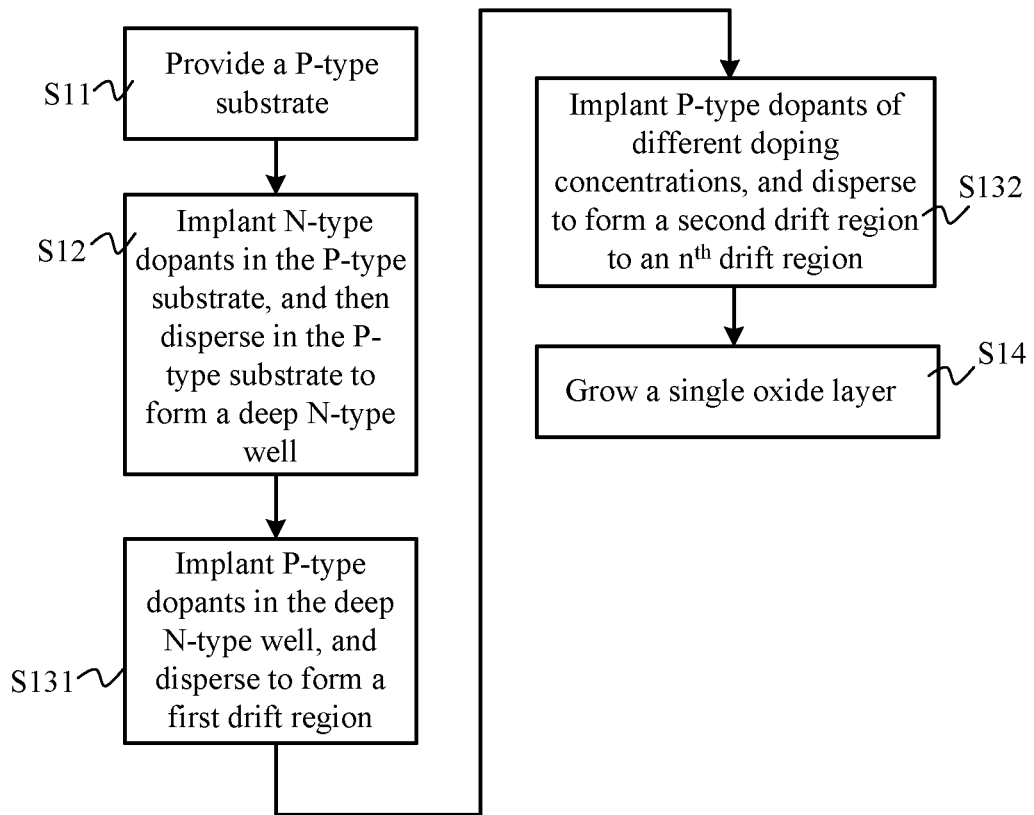 S11
Provide a P-type
substrate
S12
Implant N-type
dopants in the P-type
substrate, and then
disperse in the P-
type substrate to
form a deep N-type
well
S131
Implant P-type
dopants in the deep
N-type well, and
disperse to form a
first drift region
Implant P-type dopants of
different doping
concentrations, and disperse
to form a second drift region
to an nth drift region
S132
Grow a single oxide layer
S14